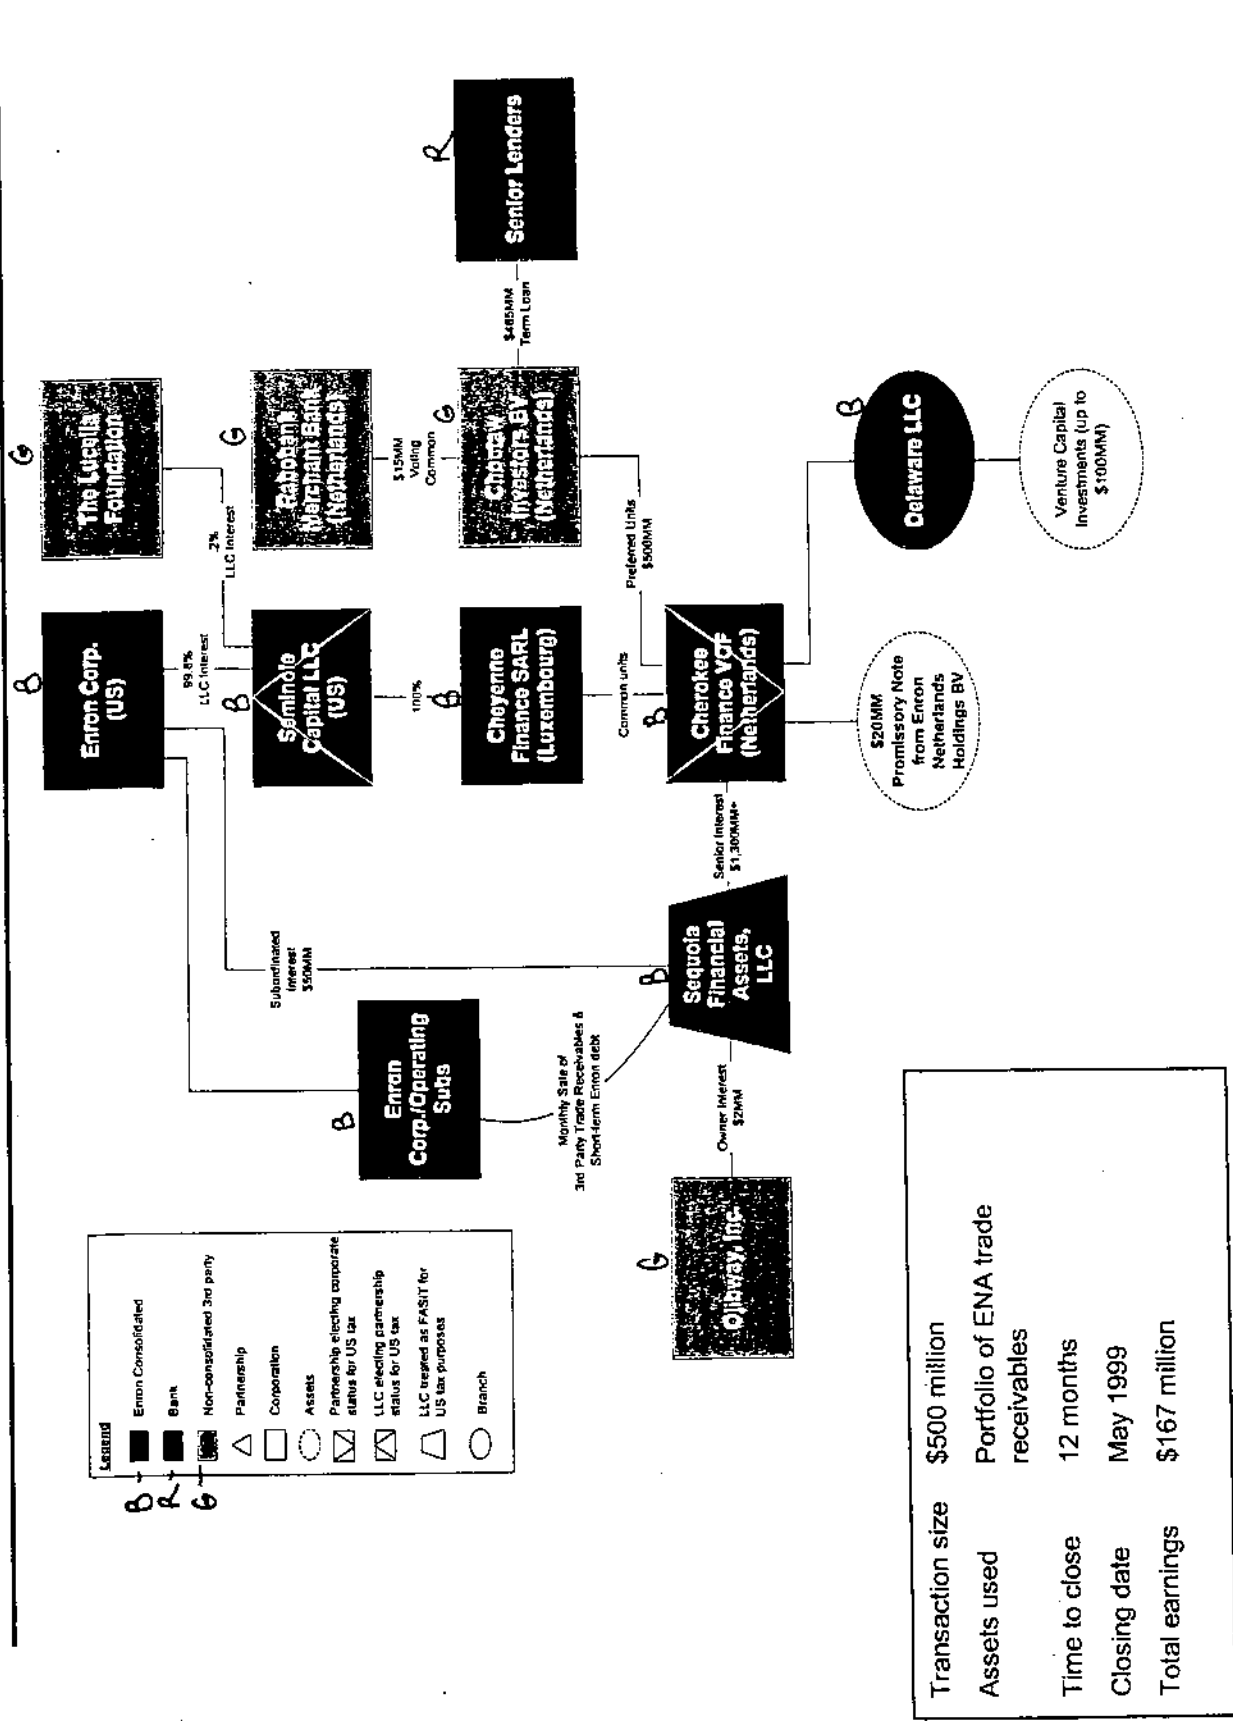 G
The Lucelia
Foundation
B
Enron Corp.
(US)
99.8%
LLC Interest
.2%
LLC Interest
G
Rabobank
Merchant Bank
(Netherlands)
B
Seminole
Capital LLC
(US)
$15MM
Voting
Common
100%
G
Choctaw
Investors BV
(Netherlands)
$485MM
Term Loan
R
Senior Lenders
B
Cheyenne
Finance SARL
(Luxembourg)
Subordinated
Interest
$50MM
B
Enron
Corp./Operating
Subs
Monthly Sale of
3rd Party Trade Receivables &
Short-term Enron debt
Common units
Preferred Units
$500MM
B
Cherokee
Finance VOF
(Netherlands)
Senior Interest
$1,300MM+
B
Sequoia
Financial
Assets,
LLC
Owner Interest
$2MM
G
Ojibway, Inc.
$20MM
Promissory Note
from Enron
Netherlands
Holdings BV
B
Delaware LLC
Venture Capital
Investments (up to
$100MM)
Legend
B Enron Consolidated
R Bank
G Non-consolidated 3rd party
Partnership
Corporation
Assets
Partnership electing corporate
status for US tax
LLC electing partnership
status for US tax
LLC treated as FASIT for
US tax purposes
Branch
Transaction size $500 million
Assets used Portfolio of ENA trade
receivables
Time to close 12 months
Closing date May 1999
Total earnings $167 million